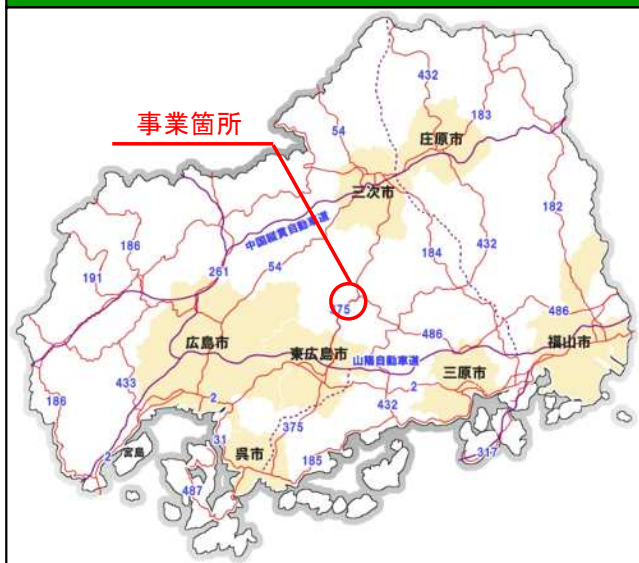 432
事業箇所
54
183
庄原市
三次市
中国縦貫自動車道
182
186
54
184
432
191
261
375
486
広島市
486
福山市
東広島市
山陽自動車道
三原市
433
2
186
2
432
375
31
呉市
185
宮島
2
317
487